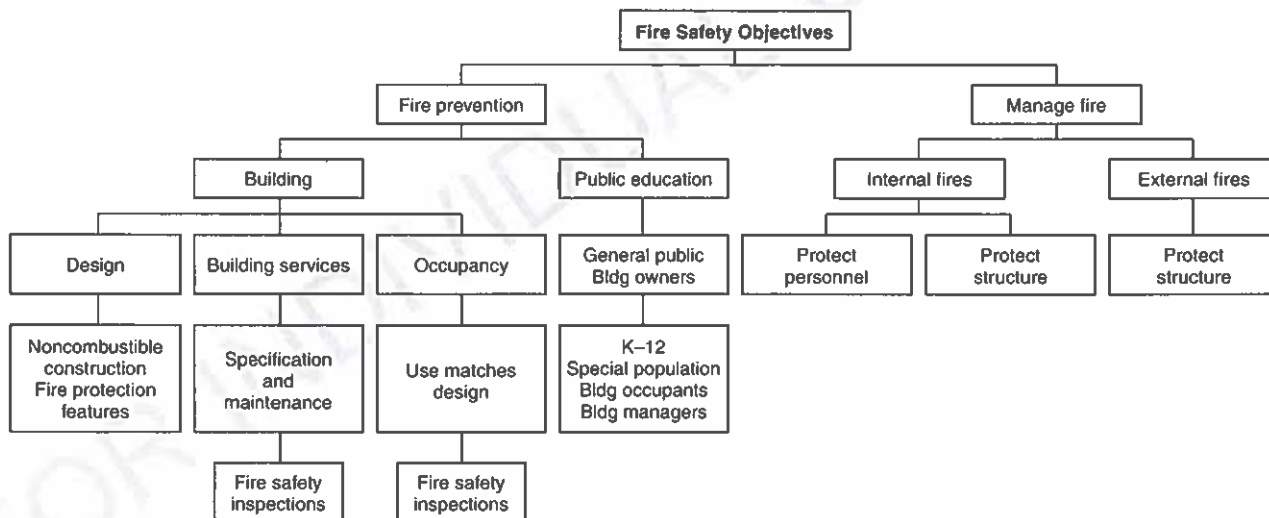 Fire Safety Objectives
Fire prevention
Manage fire
Building
Public education
Internal fires
External fires
Design
Building services
Occupancy
General public
Bldg owners
Protect
personnel
Protect
structure
Protect
structure
Noncombustible
construction
Fire protection
features
Specification
and
maintenance
Use matches
design
K–12
Special population
Bldg occupants
Bldg managers
Fire safety
inspections
Fire safety
inspections
OR INDIVIDUAL